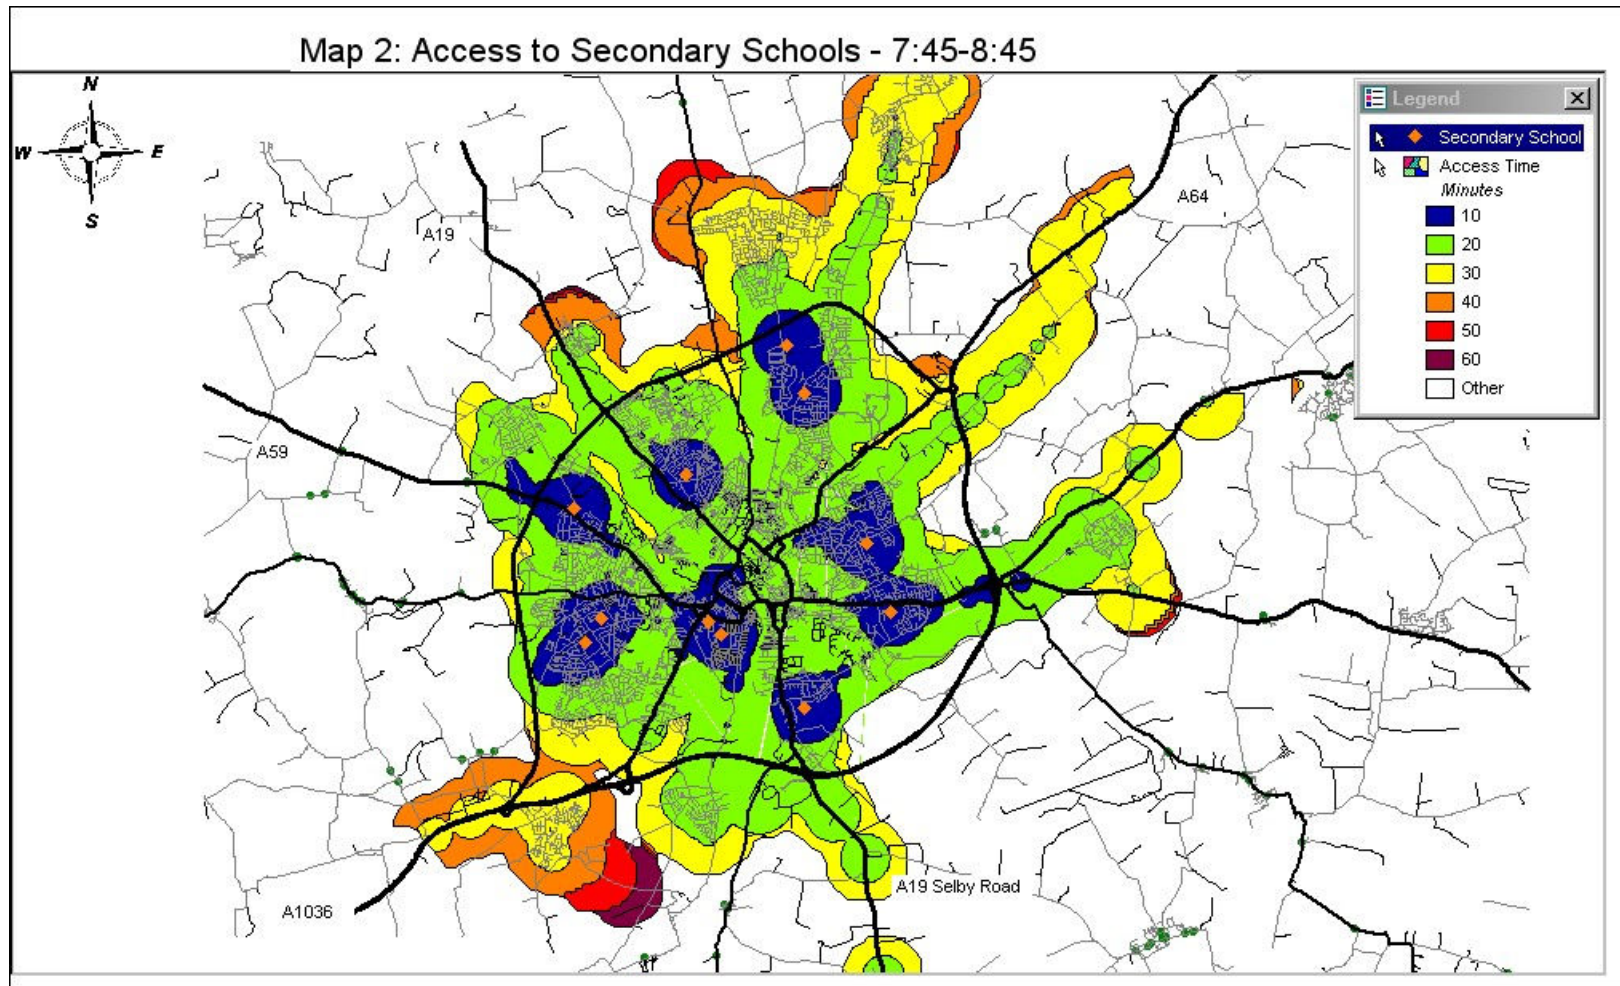 Map 2: Access to Secondary Schools - 7:45-8:45
N
W
E
S
Legend
Secondary School
Access Time
Minutes
10
20
30
40
50
60
Other
A64
A19
A59
A19 Selby Road
A1036